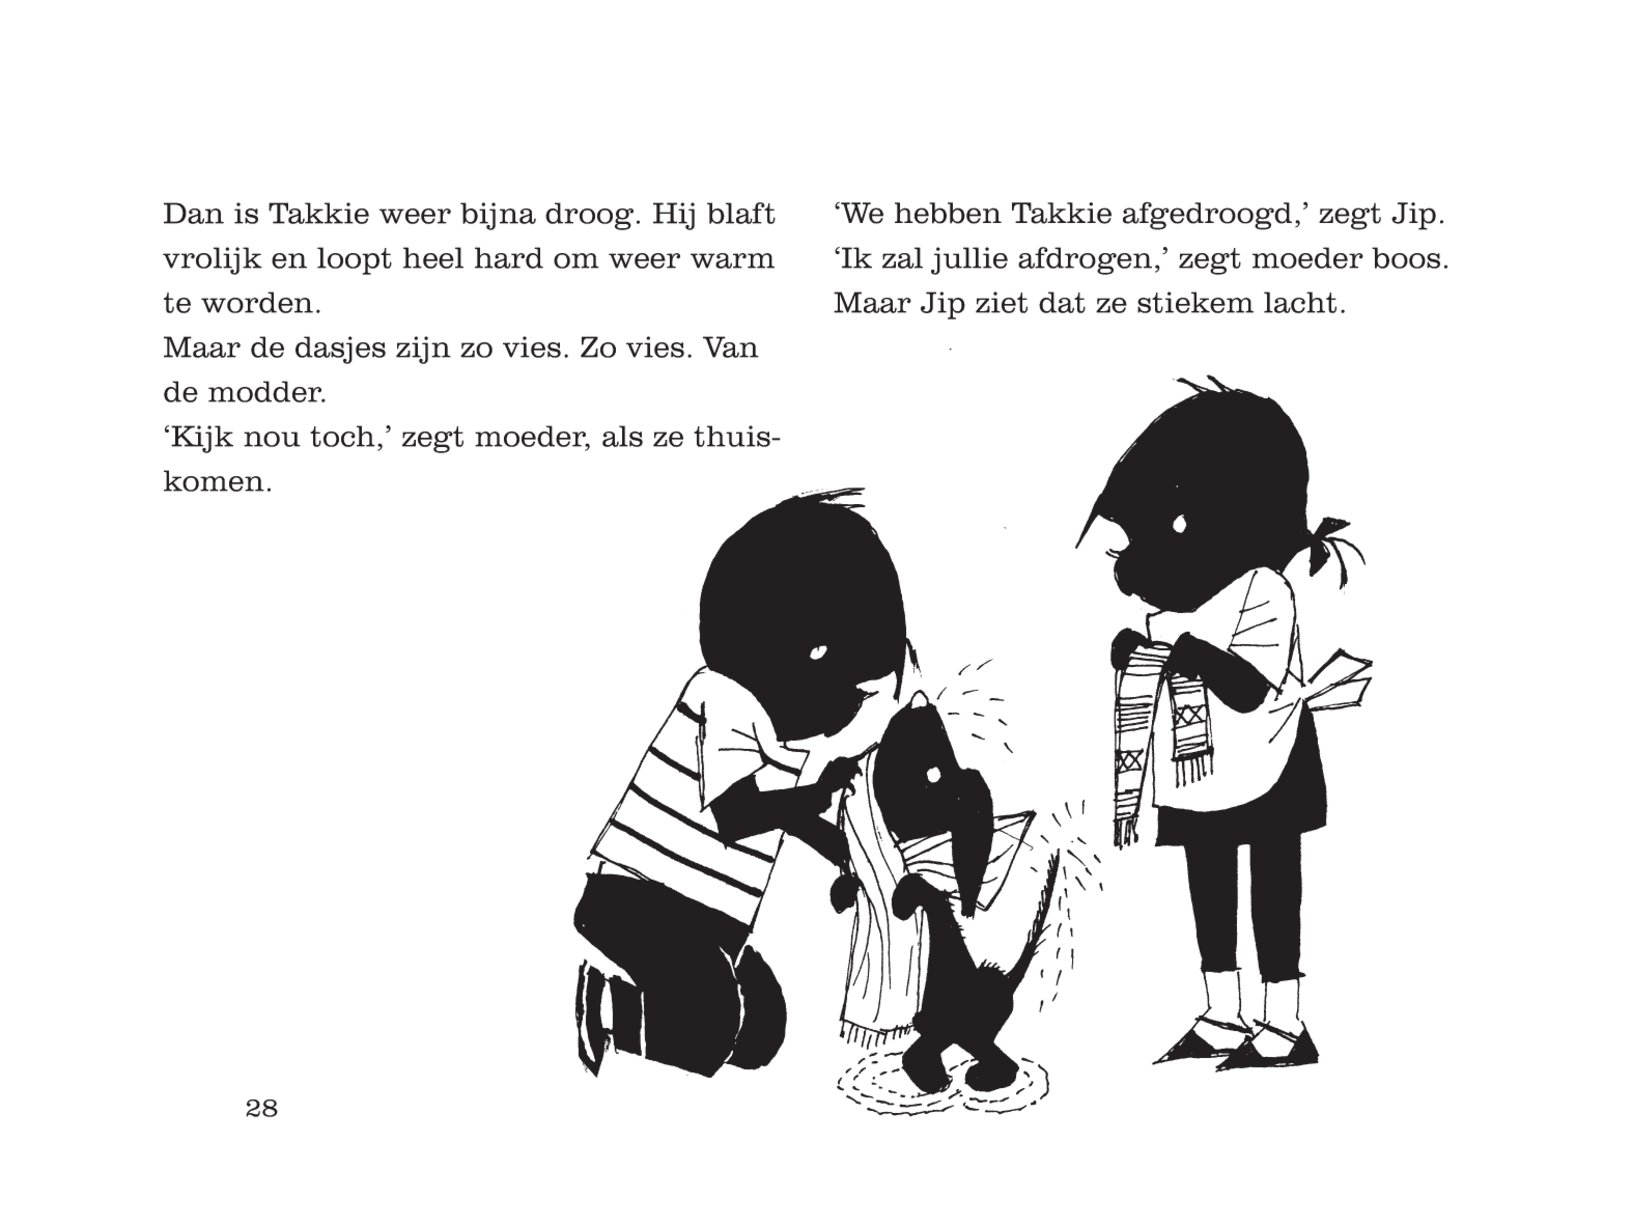 Dan is Takkie weer bijna droog. Hij blaft
vrolijk en loopt heel hard om weer warm
te worden.
Maar de dasjes zijn zo vies. Zo vies. Van
de modder.
‘Kijk nou toch,’ zegt moeder, als ze thuis-
komen.
‘We hebben Takkie afgedroogd,’ zegt Jip.
‘Ik zal jullie afdrogen,’ zegt moeder boos.
Maar Jip ziet dat ze stiekem lacht.
28